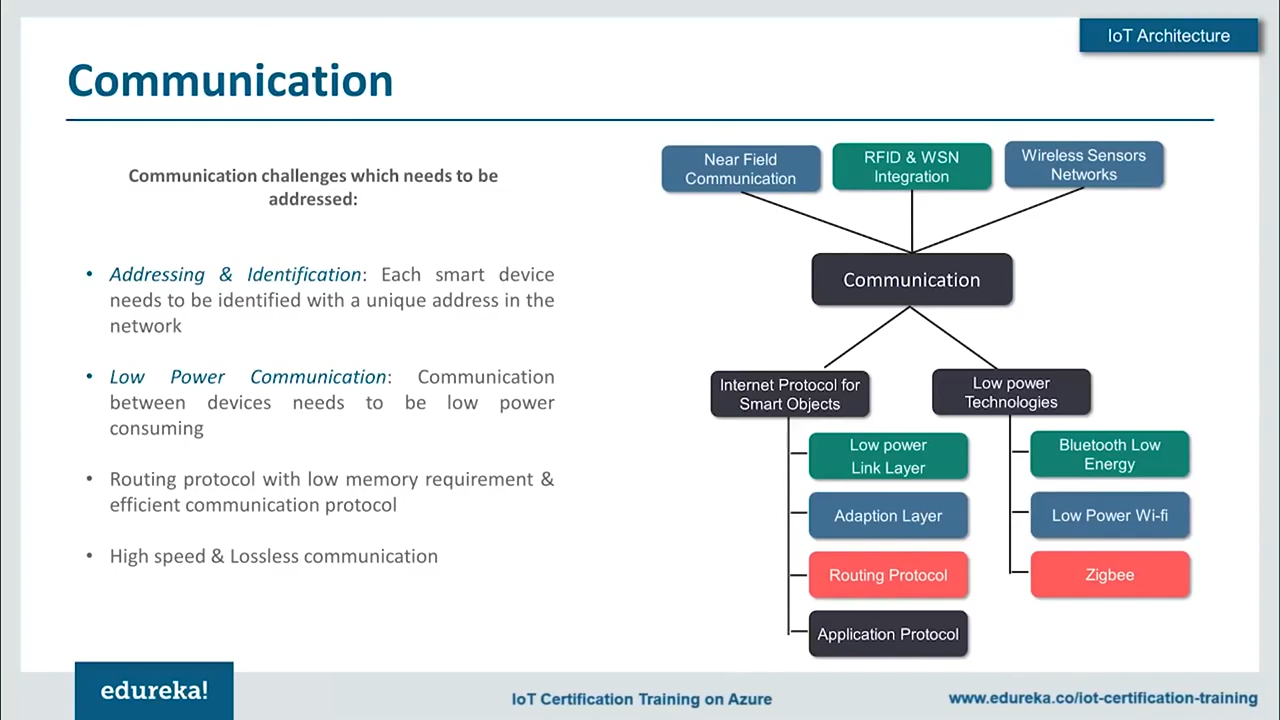 IoT Architecture
Communication
Communication challenges which needs to be
addressed:
• Addressing & Identification: Each smart device
needs to be identified with a unique address in the
network
• Low Power Communication: Communication
between devices needs to be low power
consuming
• Routing protocol with low memory requirement &
efficient communication protocol
• High speed & Lossless communication
Near Field
Communication
RFID & WSN
Integration
Wireless Sensors
Networks
Communication
Internet Protocol for
Smart Objects
Low power
Link Layer
Adaption Layer
Routing Protocol
Application Protocol
Low power
Technologies
Bluetooth Low
Energy
Low Power Wi-fi
Zigbee
edureka!
IoT Certification Training on Azure
www.edureka.co/iot-certification-training